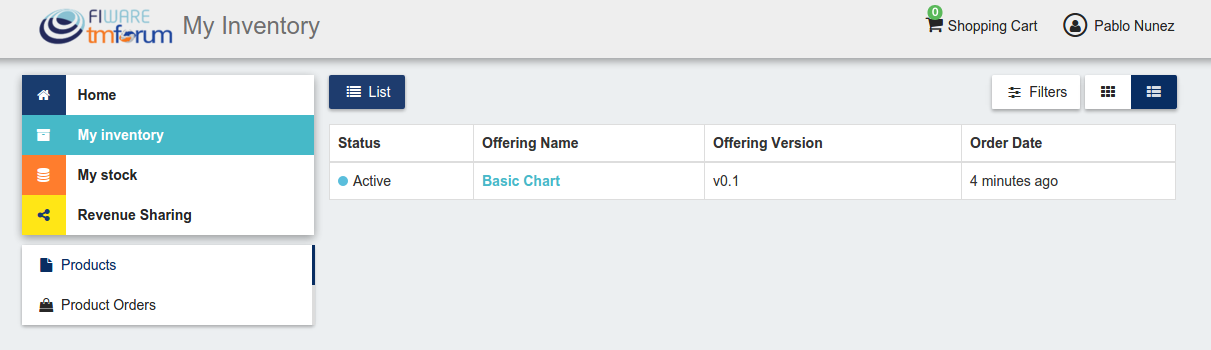 FIWARE
tmforum
My Inventory
0
Shopping Cart
Pablo Nunez
Home
My inventory
My stock
Revenue Sharing
Products
Product Orders
List
Filters
Status Offering Name Offering Version Order Date
Active Basic Chart v0.1 4 minutes ago